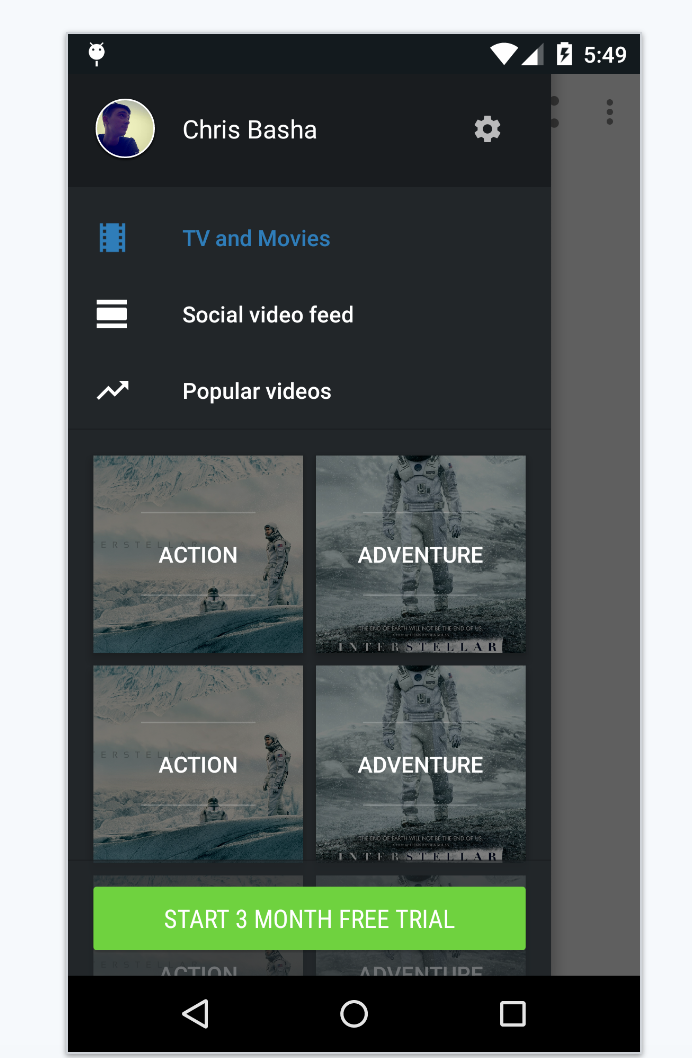 5:49
Chris Basha
TV and Movies
Social video feed
Popular videos
ERSTELLAR
ACTION
ADVENTURE
THE END OF EARTH WILL NOT BE THE END OF US
INTERSTELLAR
ERSTELLAR
ACTION
ADVENTURE
THE END OF EARTH WILL NOT BE THE END OF US
INTERSTELLAR
START 3 MONTH FREE TRIAL
ACTION
ADVENTURE